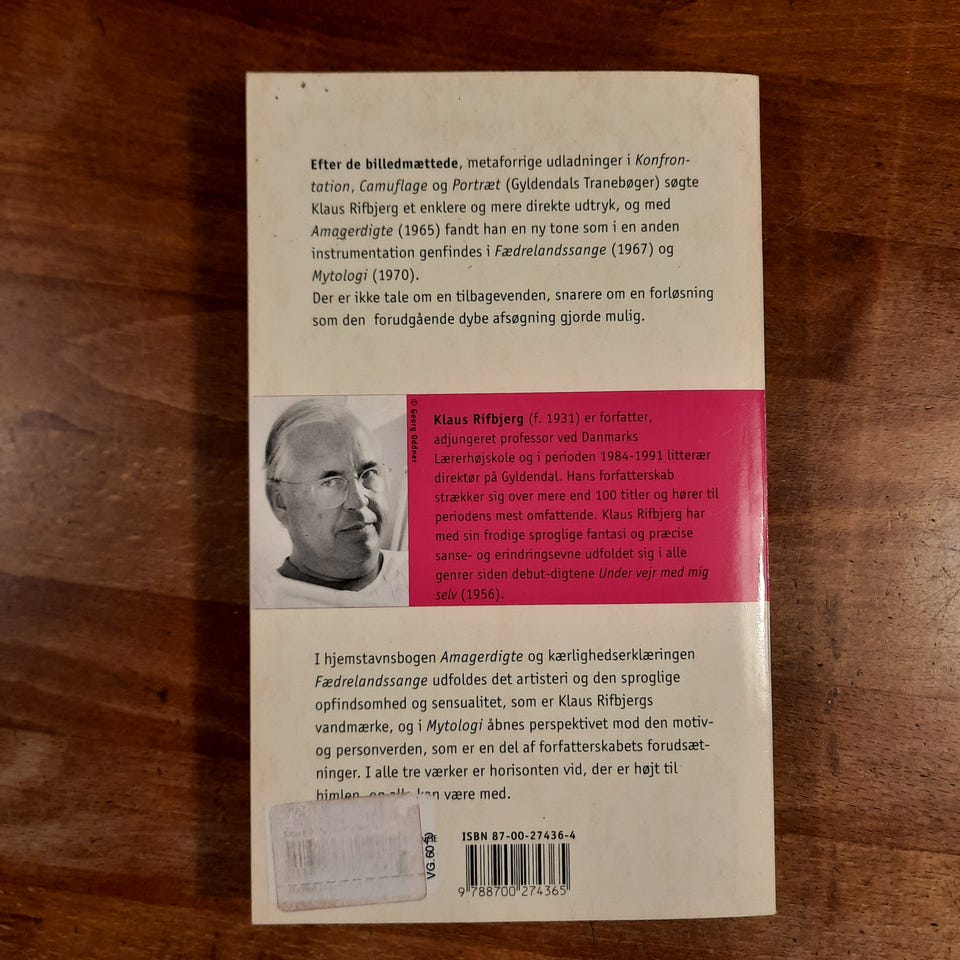 Efter de billedmættede, metaforrige udladninger i Konfron-
tation, Camuflage og Portræt (Gyldendals Tranebøger) søgte
Klaus Rifbjerg et enklere og mere direkte udtryk, og med
Amagerdigte (1965) fandt han en ny tone som i en anden
instrumentation genfindes i Fædrelandssange (1967) og
Mytologi (1970).
Der er ikke tale om en tilbagevenden, snarere om en forløsning
som den forudgående dybe afsøgning gjorde mulig.
© Georg Oddner
Klaus Rifbjerg (f. 1931) er forfatter,
adjungeret professor ved Danmarks
Lærerhøjskole og i perioden 1984-1991 litterær
direktør på Gyldendal. Hans forfatterskab
strækker sig over mere end 100 titler og hører til
periodens mest omfattende. Klaus Rifbjerg har
med sin frodige sproglige fantasi og præcise
sanse- og erindringsevne udfoldet sig i alle
genrer siden debut-digtene Under vejr med mig
selv (1956).
I hjemstavnsbogen Amagerdigte og kærlighedserklæringen
Fædrelandssange udfoldes det artisteri og den sproglige
opfindsomhed og sensualitet, som er Klaus Rifbjergs
vandmærke, og i Mytologi åbnes perspektivet mod den motiv-
og personverden, som er en del af forfatterskabets forudsæt-
ninger. I alle tre værker er horisonten vid, der er højt til
himlen, og alle kan være med.
VG.60
ISBN 87-00-27436-4
9 788700 274365